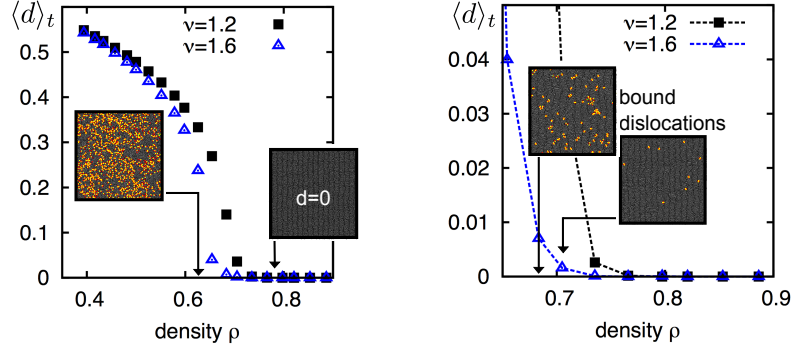 ⟨d⟩t
ν=1.2
ν=1.6
0.5
0.4
0.3
0.2
0.1
0
d=0
0.4 0.6 0.8
density ρ
⟨d⟩t
ν=1.2
ν=1.6
0.04
0.03
0.02
0.01
0
bound
dislocations
0.7 0.8 0.9
density ρ